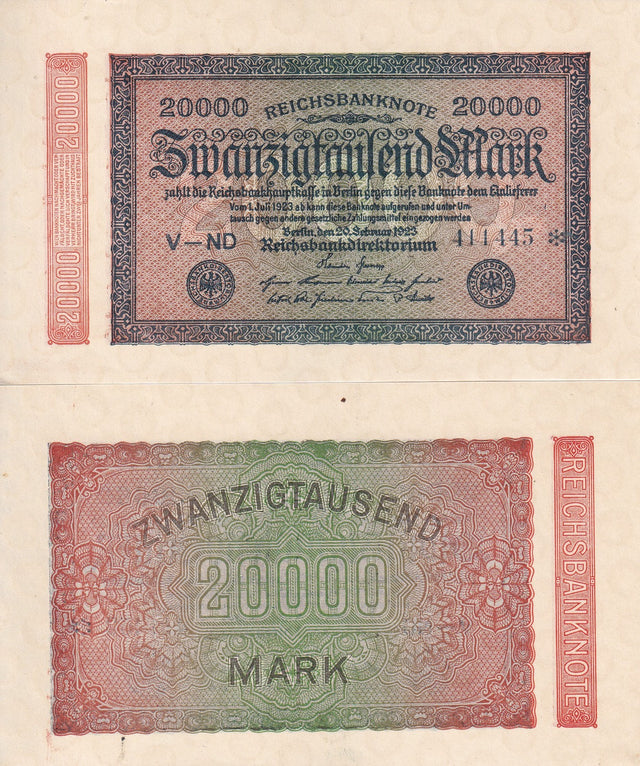 20000 REICHSBANKNOTE 20000
Zwanzigtausend Mark
zahlt die Reichsbankhauptkasse in Berlin gegen diese Banknote dem Einlieferer
Vom 1. Juli 1923 ab kann diese Banknote aufgerufen und unter Um-
tausch gegen andere gesetzliche Zahlungsmittel eingezogen werden
Berlin, den 20. Februar 1923
V—ND Reichsbankdirektorium 411445 *
20000
20000
ZWANZIGTAUSEND
20000
MARK
REICHSBANKNOTE